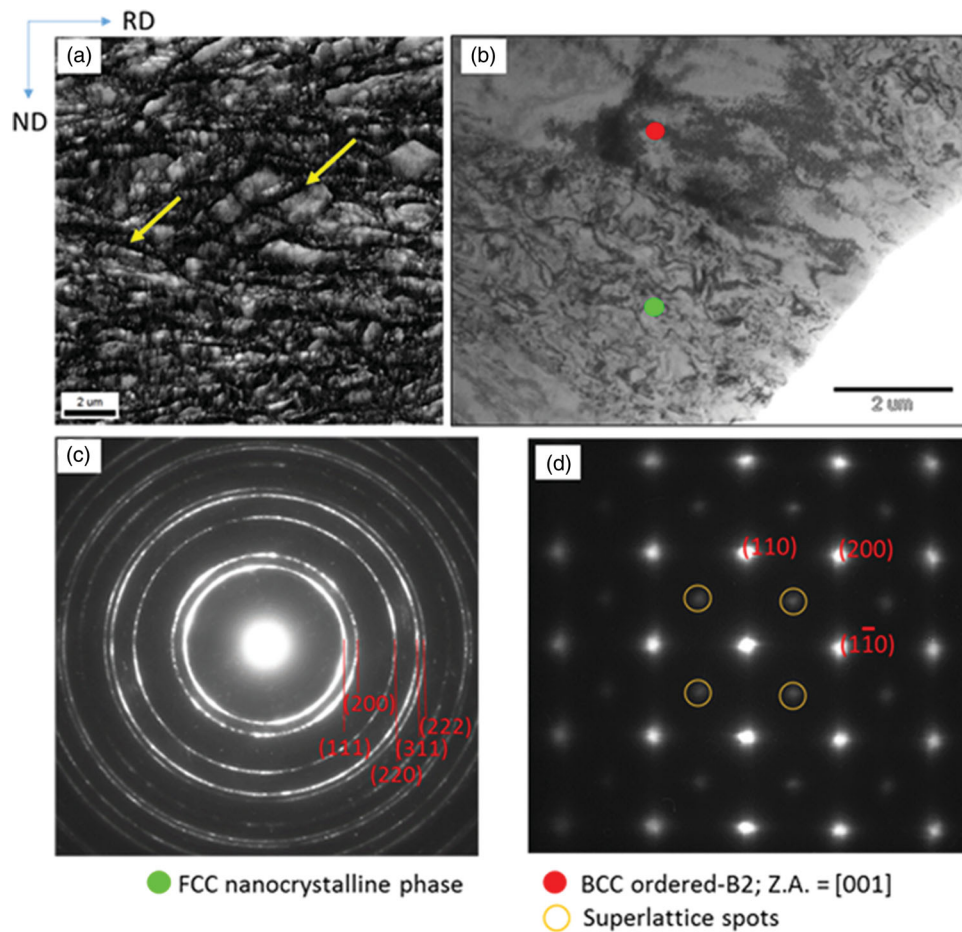 RD
ND
(a)
2 um
(b)
2 um
(c)
(200)
(222)
(111)
(311)
(220)
(d)
(110)
(200)
(11̅0)
FCC nanocrystalline phase
BCC ordered-B2; Z.A. = [001]
Superlattice spots